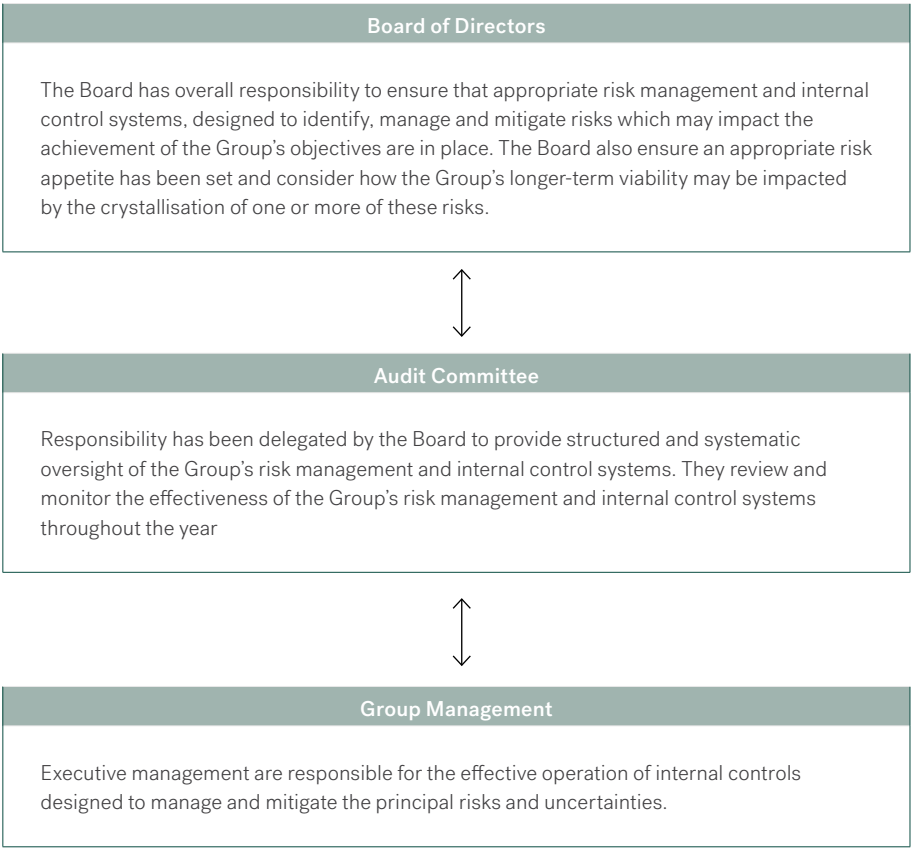 Board of Directors
The Board has overall responsibility to ensure that appropriate risk management and internal
control systems, designed to identify, manage and mitigate risks which may impact the
achievement of the Group's objectives are in place. The Board also ensure an appropriate risk
appetite has been set and consider how the Group's longer-term viability may be impacted
by the crystallisation of one or more of these risks.
Audit Committee
Responsibility has been delegated by the Board to provide structured and systematic
oversight of the Group's risk management and internal control systems. They review and
monitor the effectiveness of the Group's risk management and internal control systems
throughout the year
Group Management
Executive management are responsible for the effective operation of internal controls
designed to manage and mitigate the principal risks and uncertainties.